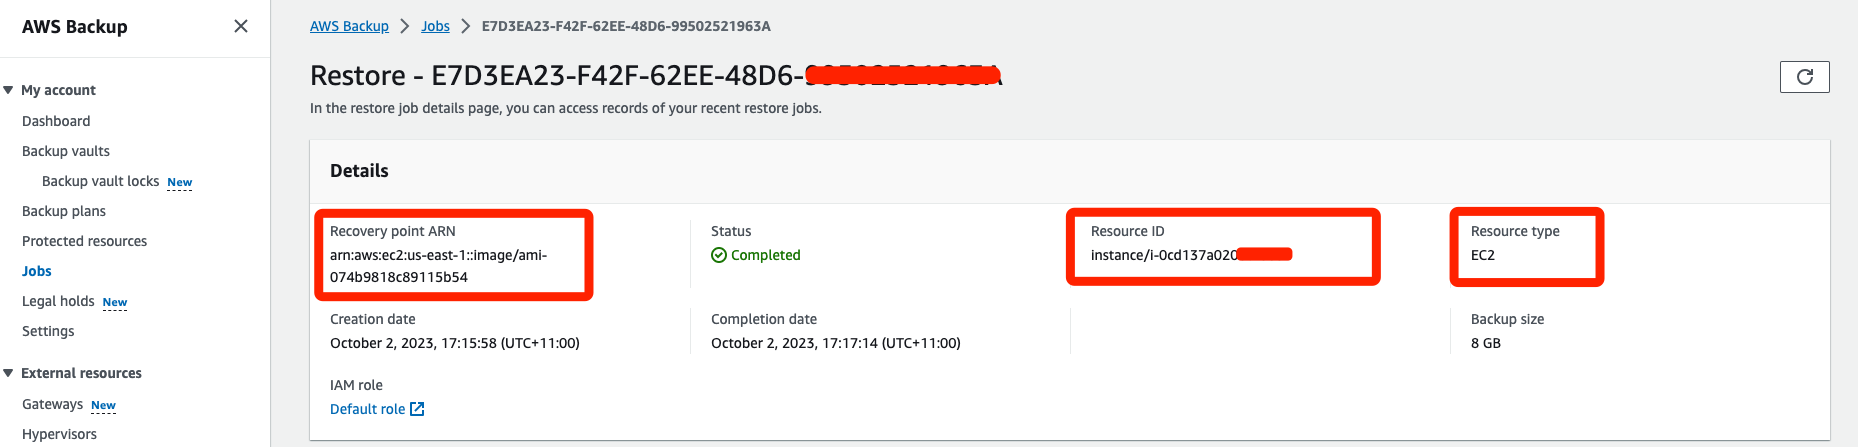 AWS Backup
My account
Dashboard
Backup vaults
Backup vault locks New
Backup plans
Protected resources
Jobs
Legal holds New
Settings
External resources
Gateways New
Hypervisors
AWS Backup > Jobs > E7D3EA23-F42F-62EE-48D6-99502521963A
Restore - E7D3EA23-F42F-62EE-48D6-
In the restore job details page, you can access records of your recent restore jobs.
Details
Recovery point ARN
arn:aws:ec2:us-east-1::image/ami-
074b9818c89115b54
Status
Completed
Resource ID
instance/i-0cd137a020
Resource type
EC2
Creation date
October 2, 2023, 17:15:58 (UTC+11:00)
Completion date
October 2, 2023, 17:17:14 (UTC+11:00)
Backup size
8 GB
IAM role
Default role